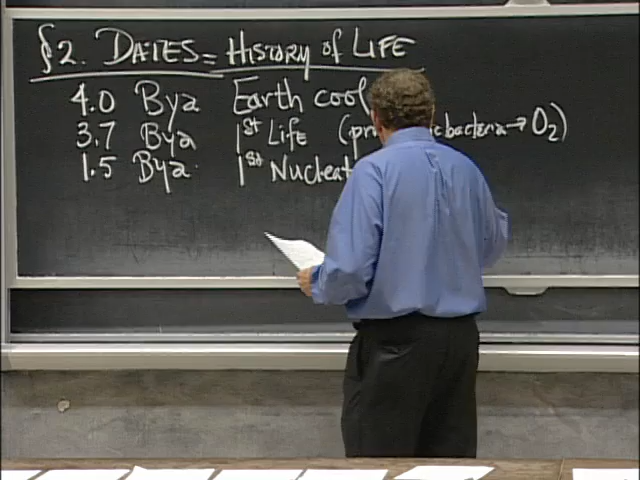 §2. DATES = HISTORY of LIFE
4.0 Bya Earth cool
3.7 Bya 1st LIFE (pr ic bacteria → O2)
1.5 Bya 1st Nucleat